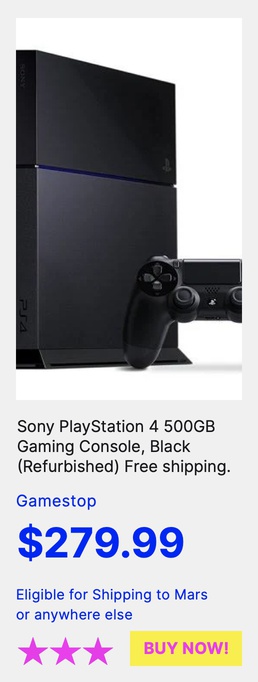 SONY
PS4
Sony PlayStation 4 500GB
Gaming Console, Black
(Refurbished) Free shipping.
Gamestop
$279.99
Eligible for Shipping to Mars
or anywhere else
BUY NOW!